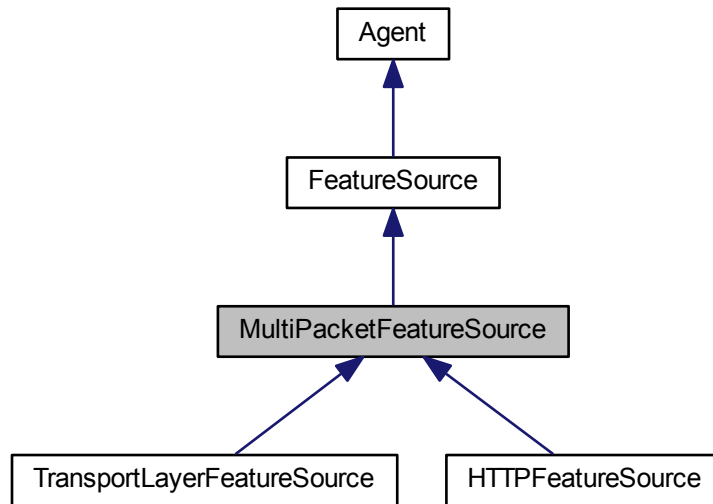 Agent
FeatureSource
MultiPacketFeatureSource
TransportLayerFeatureSource
HTTPFeatureSource